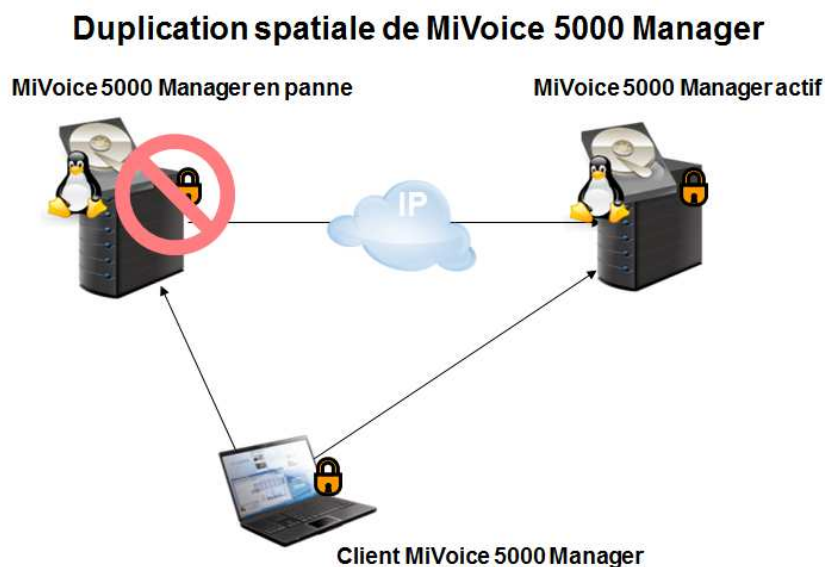 Duplication spatiale de MiVoice 5000 Manager
MiVoice 5000 Manager en panne
MiVoice 5000 Manager actif
IP
Client MiVoice 5000 Manager